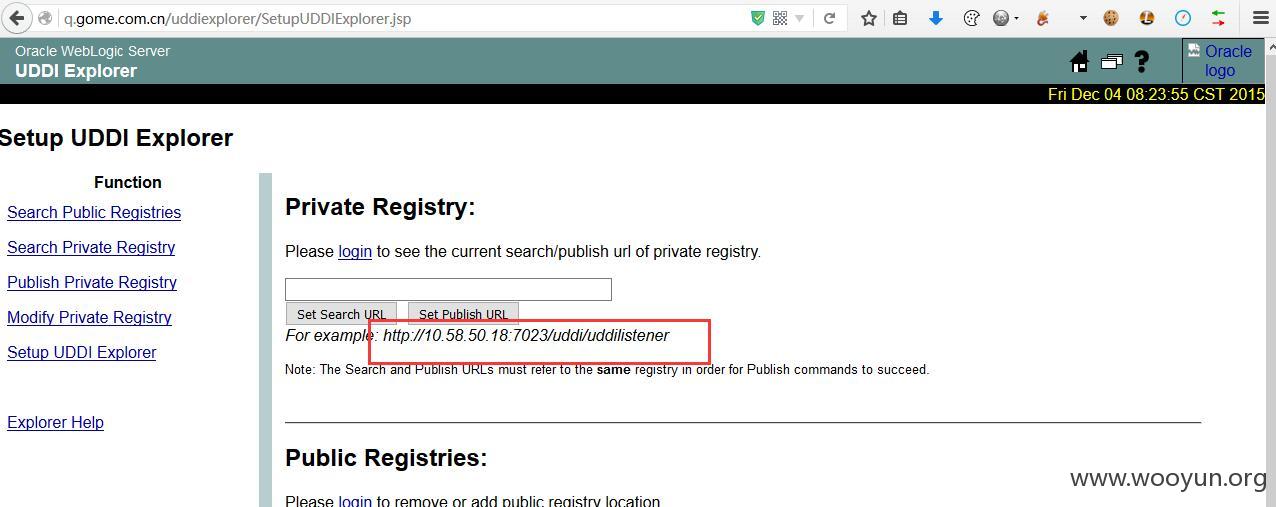 q.gome.com.cn/uddiexplorer/SetupUDDIExplorer.jsp
Oracle WebLogic Server
UDDI Explorer
Oracle logo
Fri Dec 04 08:23:55 CST 2015
Setup UDDI Explorer
Function
Search Public Registries
Search Private Registry
Publish Private Registry
Modify Private Registry
Setup UDDI Explorer
Explorer Help
Private Registry:
Please login to see the current search/publish url of private registry.
Set Search URL Set Publish URL
For example: http://10.58.50.18:7023/uddi/uddilistener
Note: The Search and Publish URLs must refer to the same registry in order for Publish commands to succeed.
Public Registries:
Please login to remove or add public registry location
www.wooyun.org